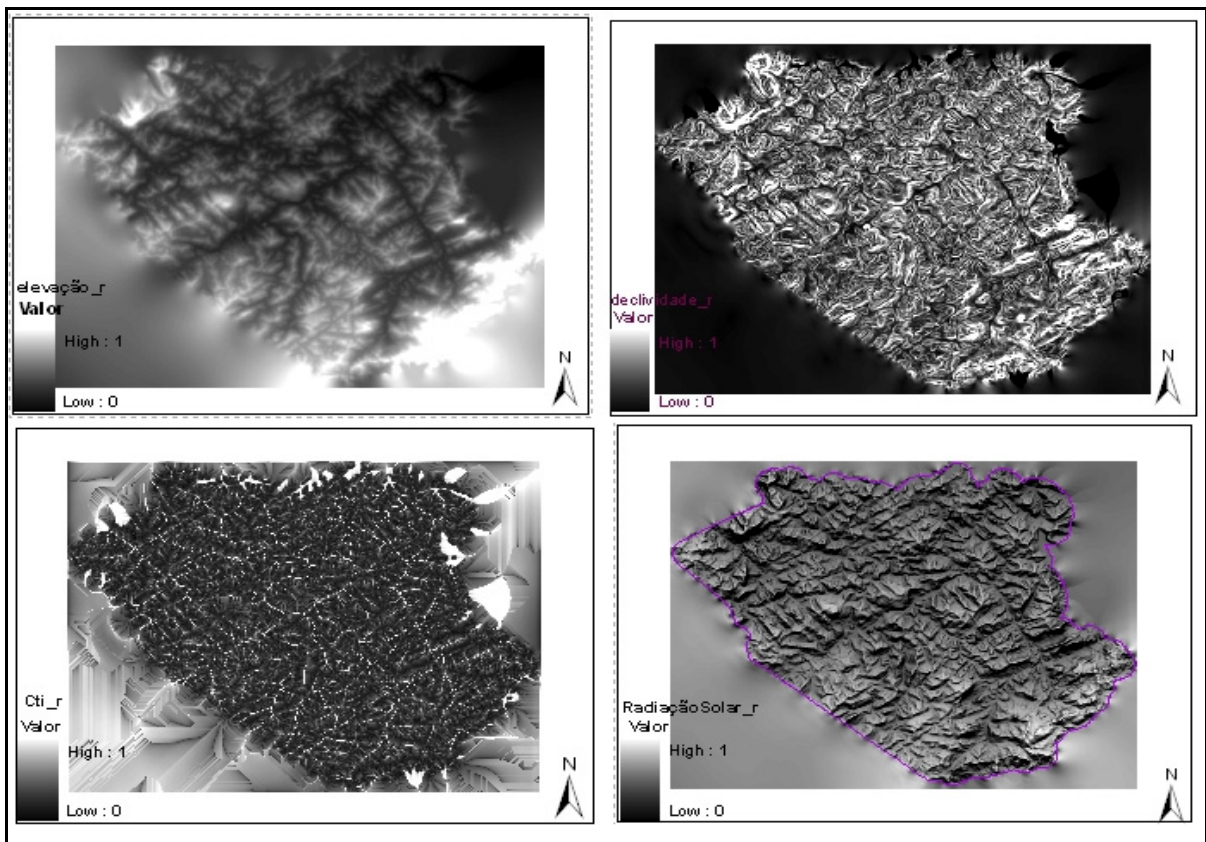 elevação_r
Valor
High : 1
Low : 0
N
declividade_r
Valor
High : 1
Low : 0
N
Cti_r
Valor
High : 1
Low : 0
N
RadiaçãoSolar_r
Valor
High : 1
Low : 0
N